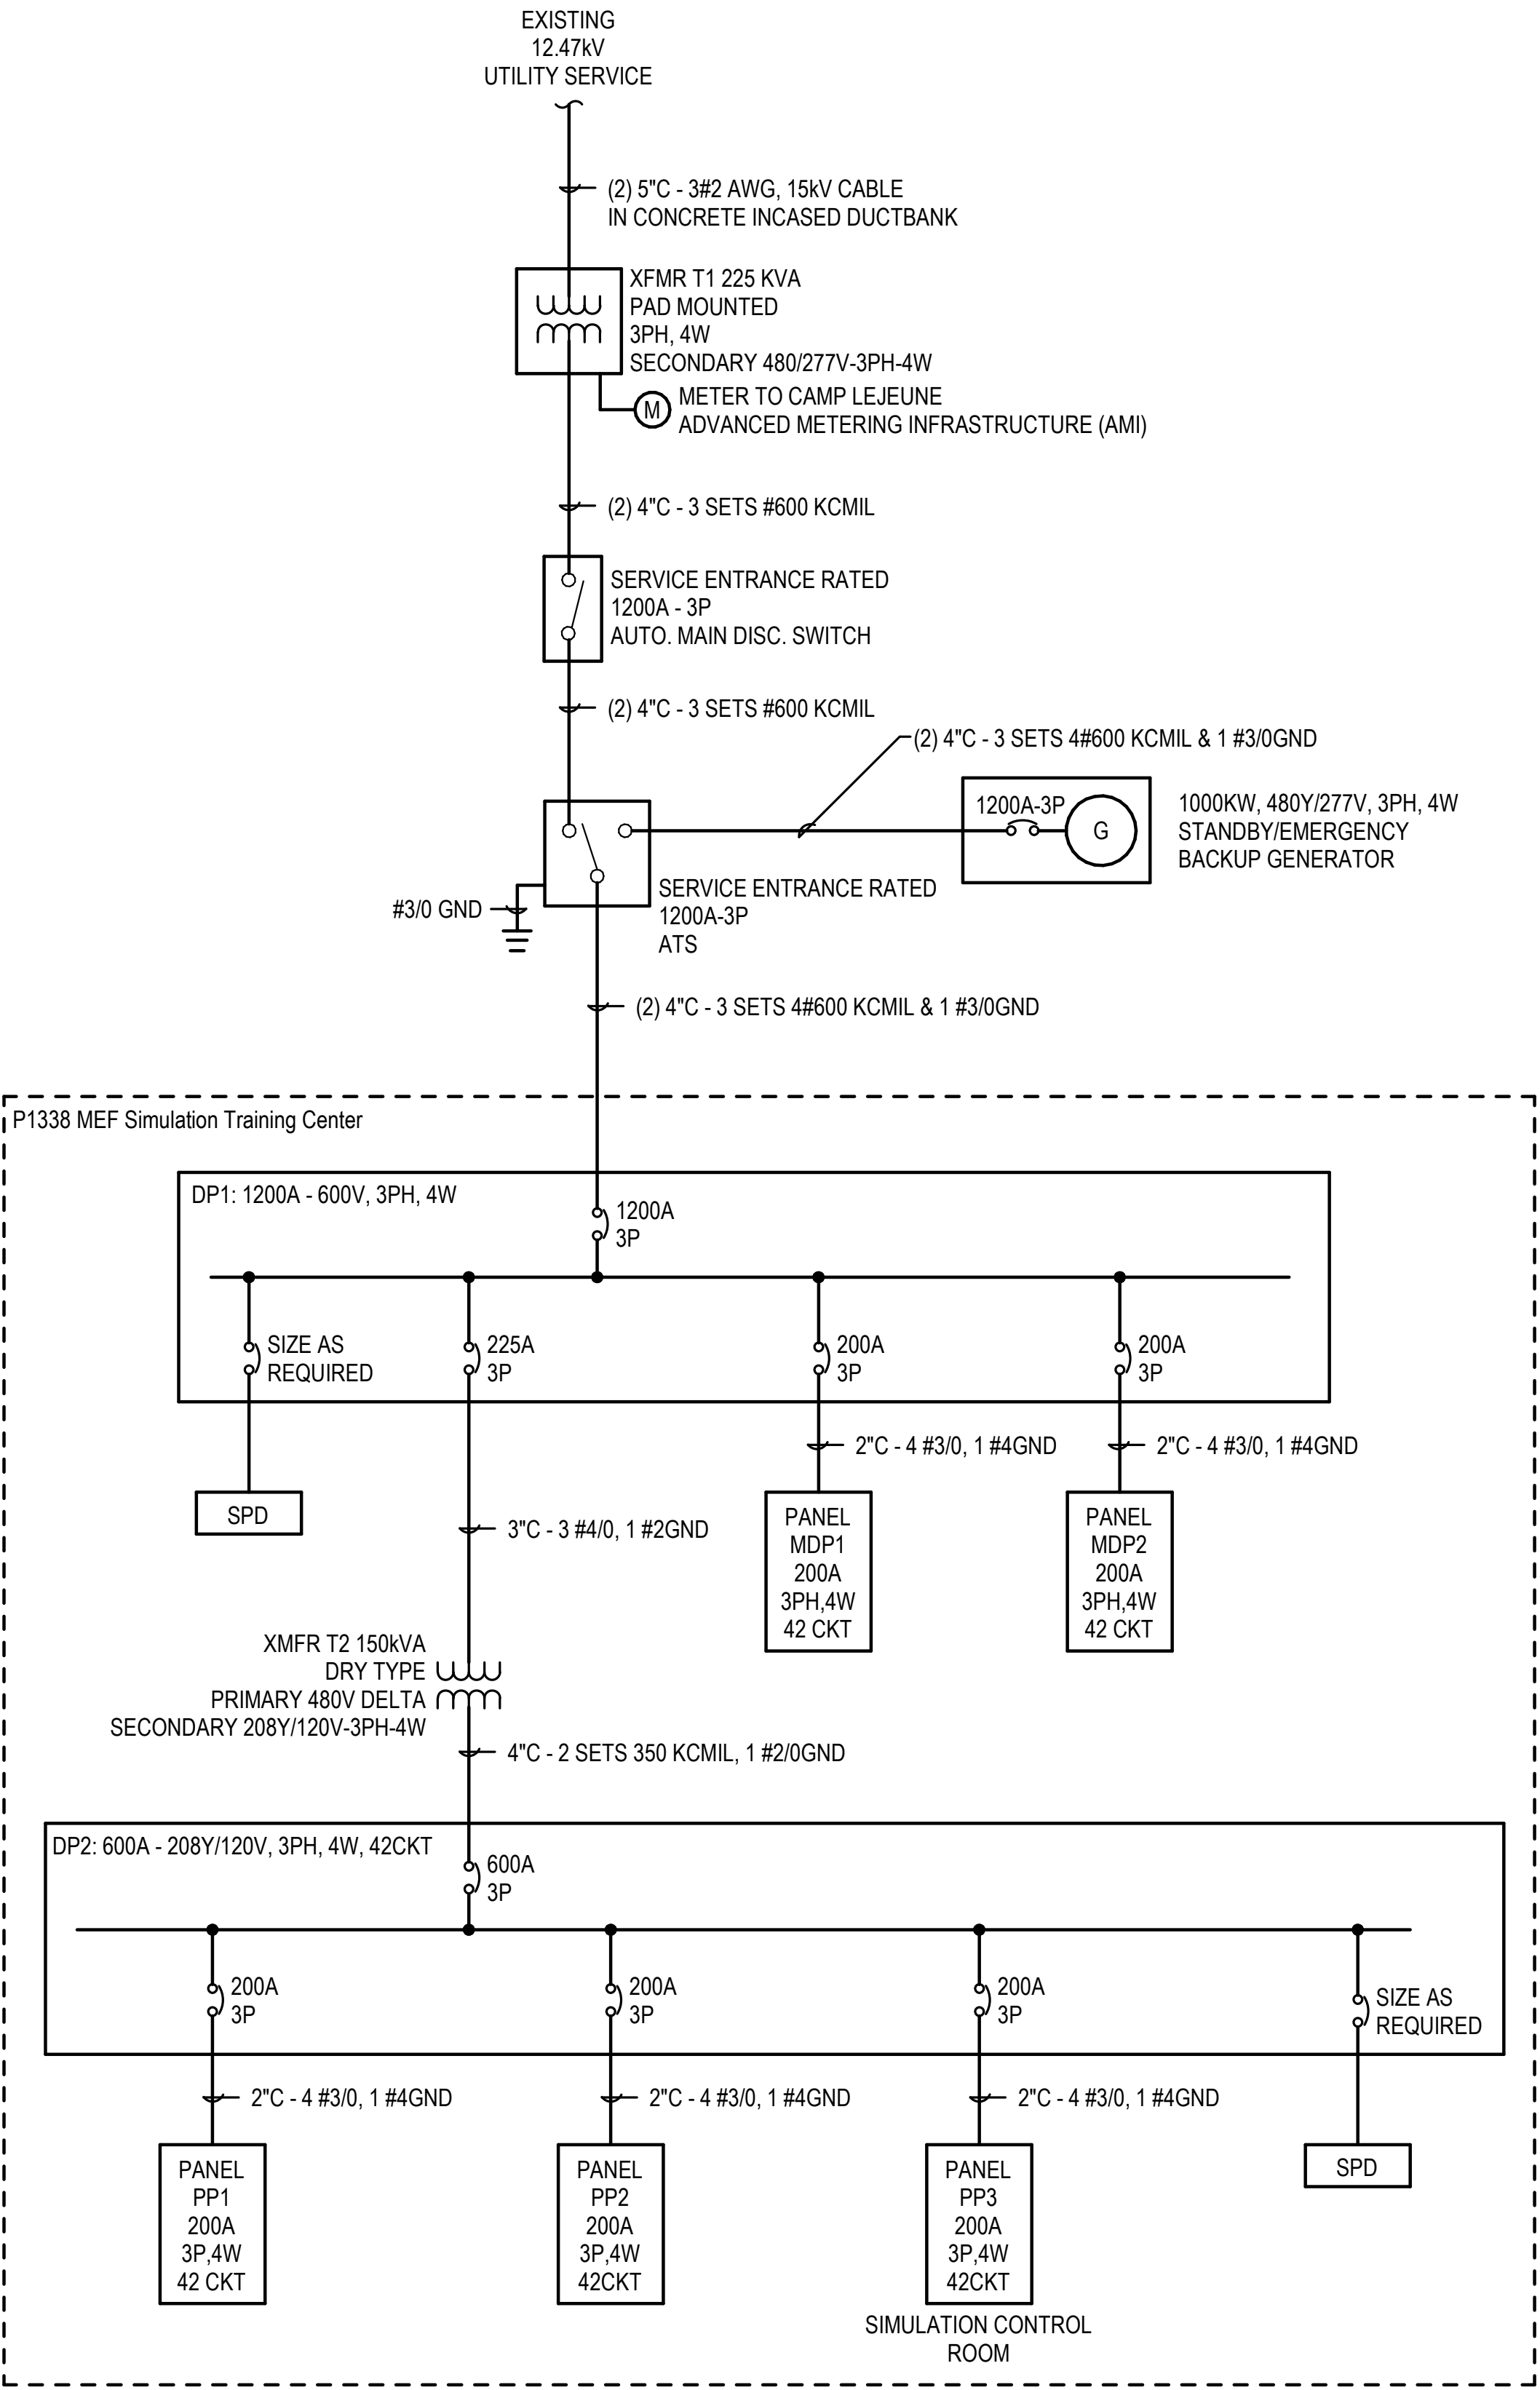 EXISTING
12.47kV
UTILITY SERVICE
(2) 5"C - 3#2 AWG, 15kV CABLE
IN CONCRETE INCASED DUCTBANK
XFMR T1 225 KVA
PAD MOUNTED
3PH, 4W
SECONDARY 480/277V-3PH-4W
M
METER TO CAMP LEJEUNE
ADVANCED METERING INFRASTRUCTURE (AMI)
(2) 4"C - 3 SETS #600 KCMIL
SERVICE ENTRANCE RATED
1200A - 3P
AUTO. MAIN DISC. SWITCH
(2) 4"C - 3 SETS #600 KCMIL
(2) 4"C - 3 SETS 4#600 KCMIL & 1 #3/0GND
1200A-3P
G
1000KW, 480Y/277V, 3PH, 4W
STANDBY/EMERGENCY
BACKUP GENERATOR
SERVICE ENTRANCE RATED
1200A-3P
ATS
#3/0 GND
(2) 4"C - 3 SETS 4#600 KCMIL & 1 #3/0GND
P1338 MEF Simulation Training Center
DP1: 1200A - 600V, 3PH, 4W
1200A
3P
SIZE AS
REQUIRED
225A
3P
200A
3P
200A
3P
2"C - 4 #3/0, 1 #4GND
2"C - 4 #3/0, 1 #4GND
SPD
3"C - 3 #4/0, 1 #2GND
PANEL
MDP1
200A
3PH,4W
42 CKT
PANEL
MDP2
200A
3PH,4W
42 CKT
XMFR T2 150kVA
DRY TYPE
PRIMARY 480V DELTA
SECONDARY 208Y/120V-3PH-4W
4"C - 2 SETS 350 KCMIL, 1 #2/0GND
DP2: 600A - 208Y/120V, 3PH, 4W, 42CKT
600A
3P
200A
3P
200A
3P
200A
3P
SIZE AS
REQUIRED
2"C - 4 #3/0, 1 #4GND
2"C - 4 #3/0, 1 #4GND
2"C - 4 #3/0, 1 #4GND
PANEL
PP1
200A
3P,4W
42 CKT
PANEL
PP2
200A
3P,4W
42CKT
PANEL
PP3
200A
3P,4W
42CKT
SPD
SIMULATION CONTROL
ROOM